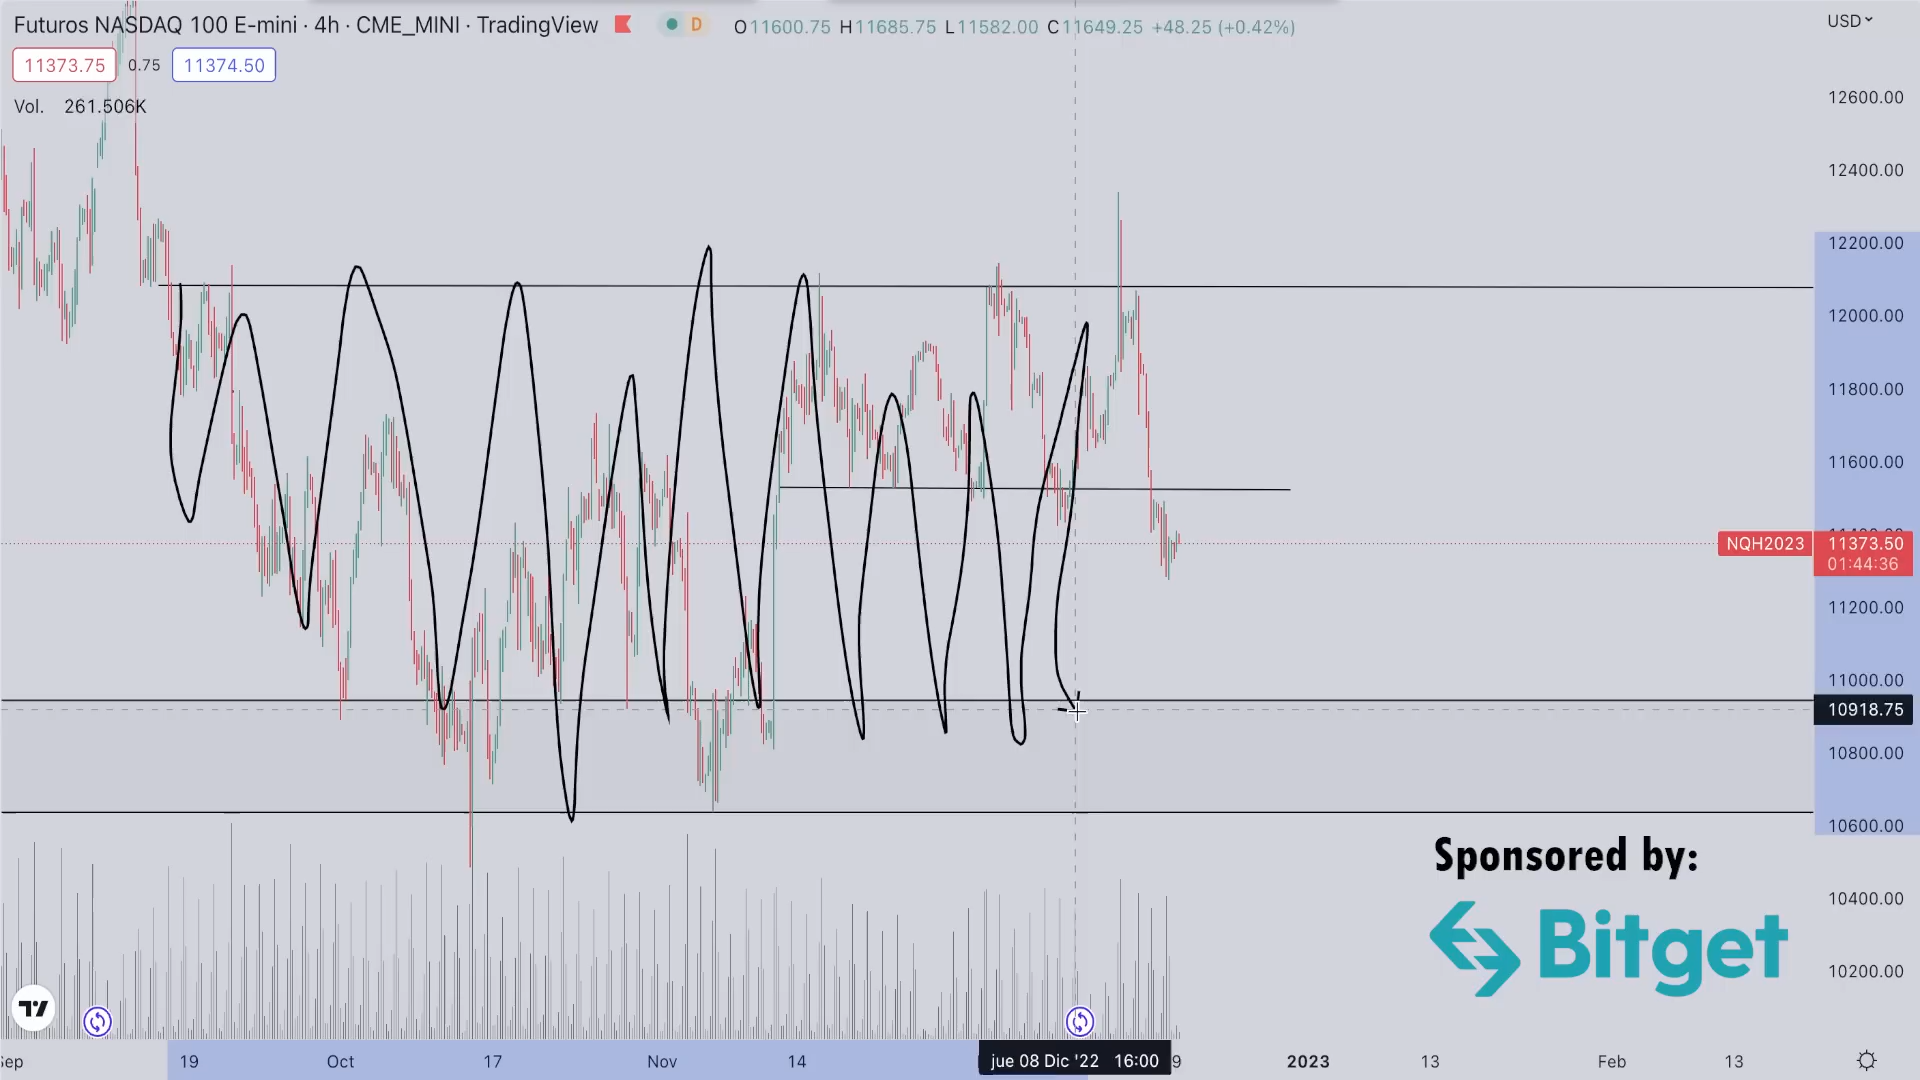 Futuros NASDAQ 100 E-mini · 4h · CME_MINI · TradingView D O11600.75 H11685.75 L11582.00 C11649.25 +48.25 (+0.42%)
USD
11373.75 0.75 11374.50
Vol. 261.506K
12600.00
12400.00
12200.00
12000.00
11800.00
11600.00
NQH2023 11373.50
01:44:36
11200.00
11000.00
10918.75
10800.00
10600.00
Sponsored by:
10400.00
Bitget
10200.00
19 Oct 17 Nov 14 jue 08 Dic '22 16:00 9 2023 13 Feb 13